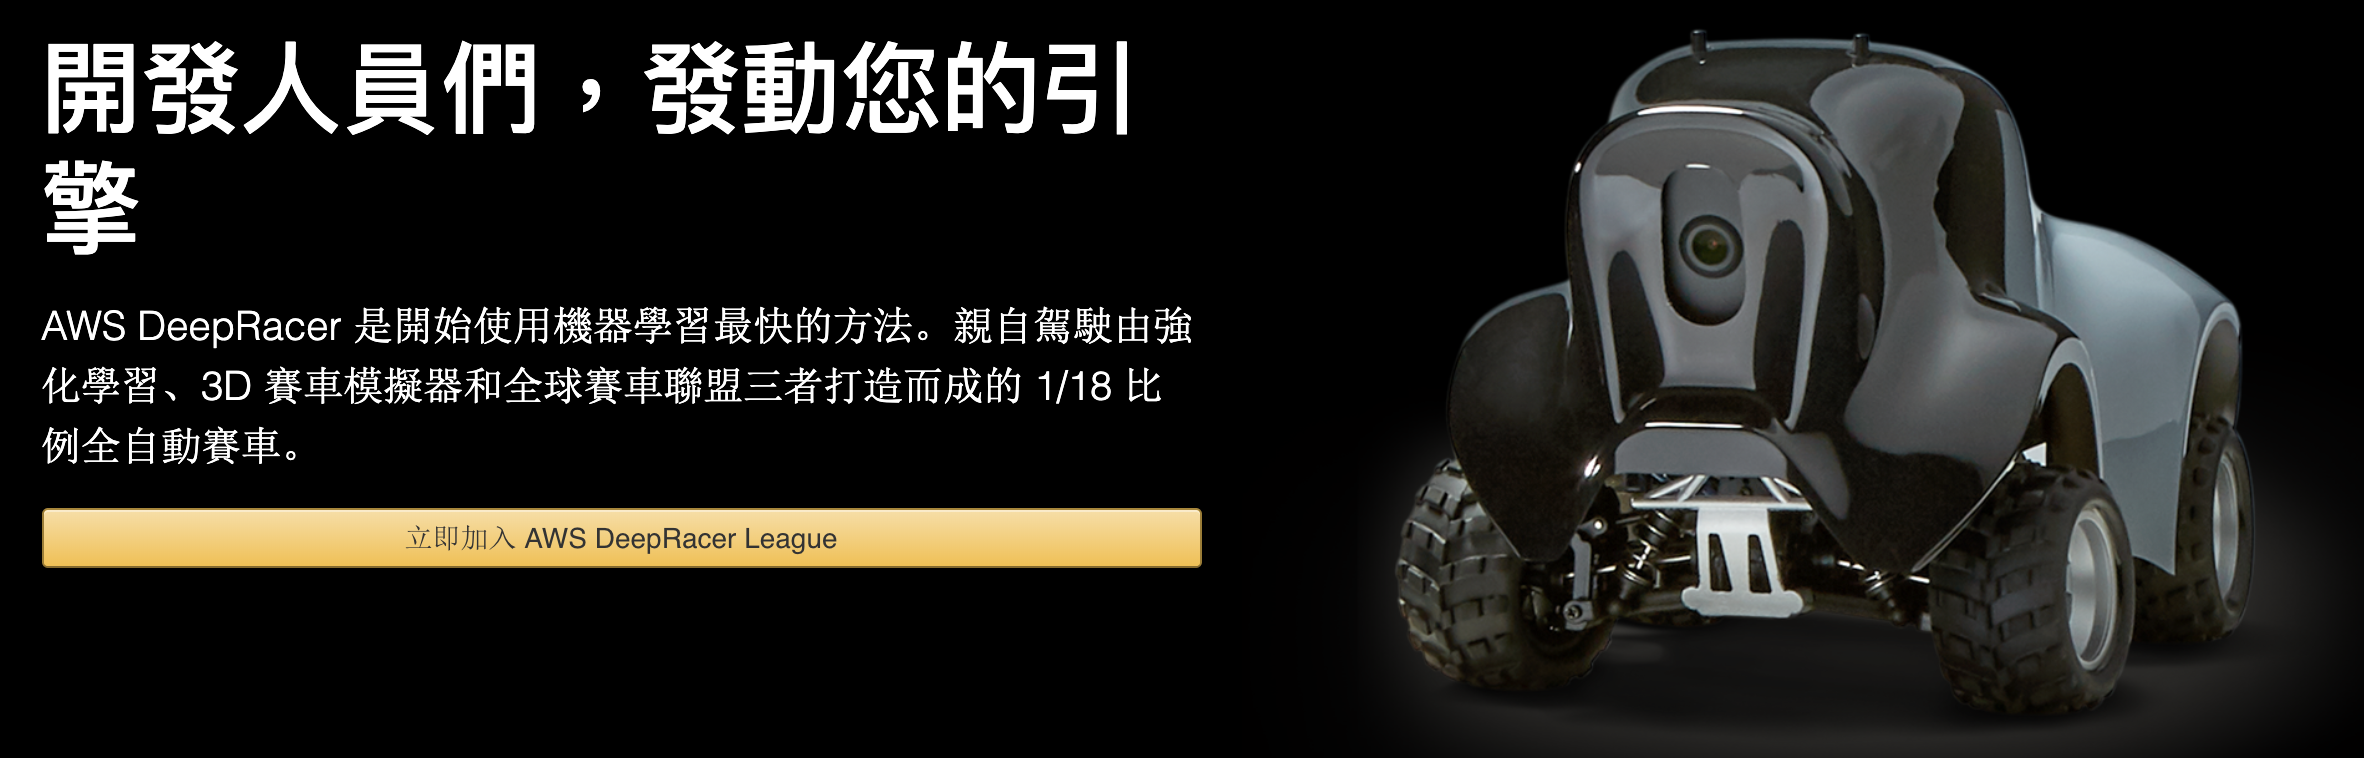 開發人員們，發動您的引
擎
AWS DeepRacer 是開始使用機器學習最快的方法。親自駕駛由強
化學習、3D 賽車模擬器和全球賽車聯盟三者打造而成的 1/18 比
例全自動賽車。
立即加入 AWS DeepRacer League